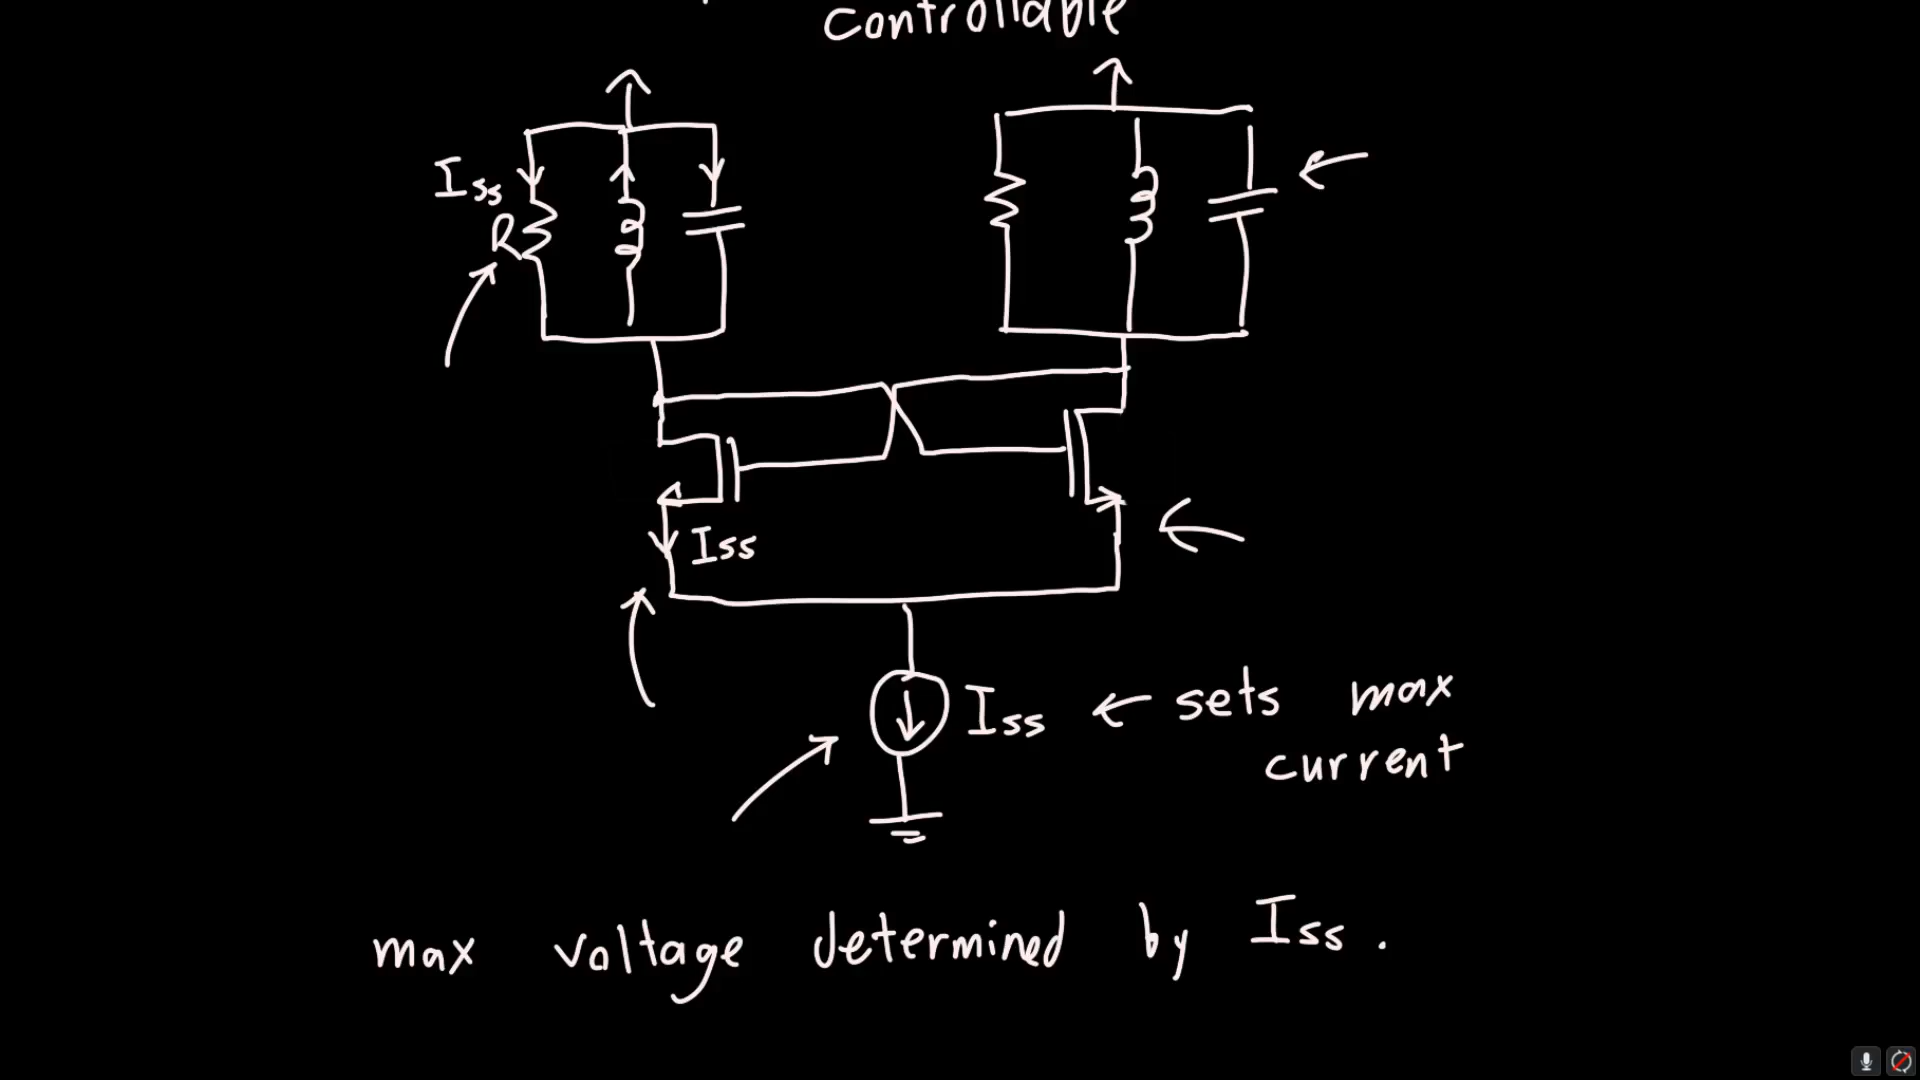 Controllable
Iss
R
Iss
Iss ← sets max
current
max voltage determined by Iss.